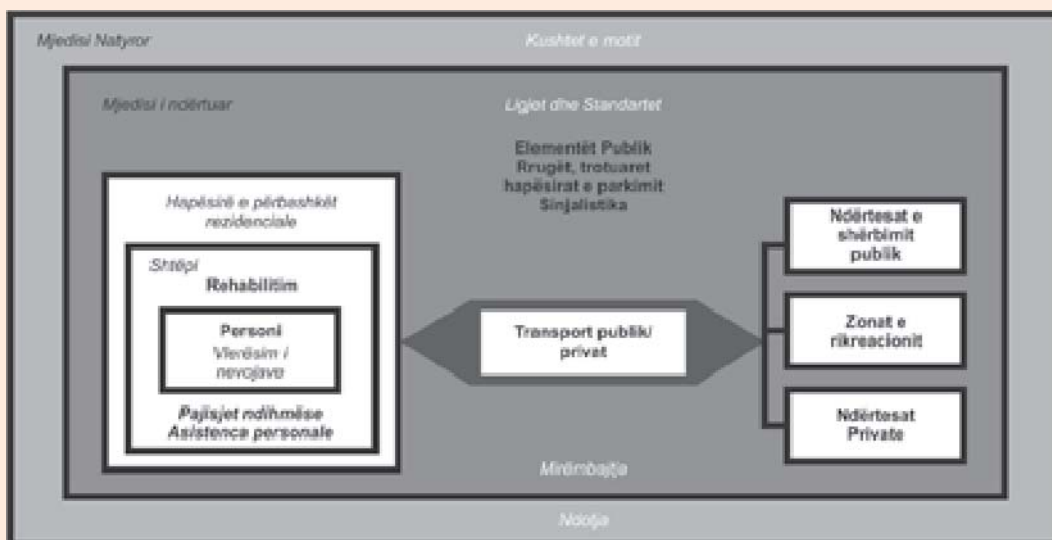 Mjedisi Natyror
Kushtet e motit
Mjedisi i ndërtuar
Ligjet dhe Standartet
Elementët Publik
Rrugët, trotuaret
hapësirat e parkimit
Sinjalistika
Hapësirë e përbashkët
rezidenciale
Shtëpi
Rehabilitim
Personi
Vlerësim i
nevojave
Pajisjet ndihmëse
Asistenca personale
Transport publik/
privat
Ndërtesat e
shërbimit
publik
Zonat e
rikreacionit
Ndërtesat
Private
Mirëmbajtja
Ndotja